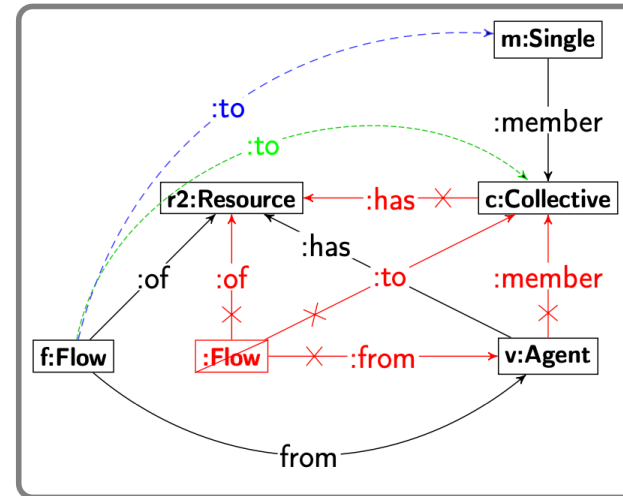 m:Single
:to
:member
:to
r2:Resource
:has
c:Collective
:has
:of
:of
:to
:member
f:Flow
:Flow
:from
v:Agent
from